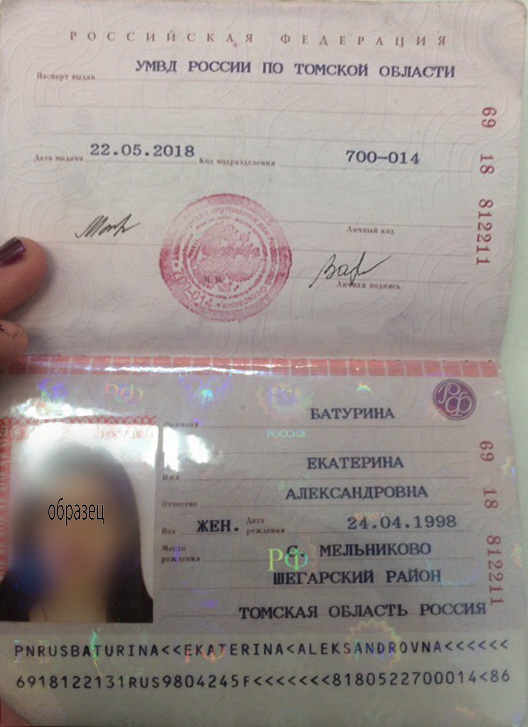 РОССИЙСКАЯ ФЕДЕРАЦИЯ
Паспорт выдан УМВД РОССИИ ПО ТОМСКОЙ ОБЛАСТИ
Дата выдачи 22.05.2018 Код подразделения 700-014
69 18 812211
Личный код
М.П.
700-014
Личная подпись
РФ
РОССИЯ
Фамилия БАТУРИНА
Имя ЕКАТЕРИНА
Отчество АЛЕКСАНДРОВНА
Пол ЖЕН. Дата рождения 24.04.1998
Место рождения С. МЕЛЬНИКОВО
РФ
ШЕГАРСКИЙ РАЙОН
ТОМСКАЯ ОБЛАСТЬ РОССИЯ
69 18 812211
образец
PNRUSBATURINA<<EKATERINA<ALEKSANDROVNA<<<<<<
6918122131RUS9804245F<<<<<<<8180522700014<86